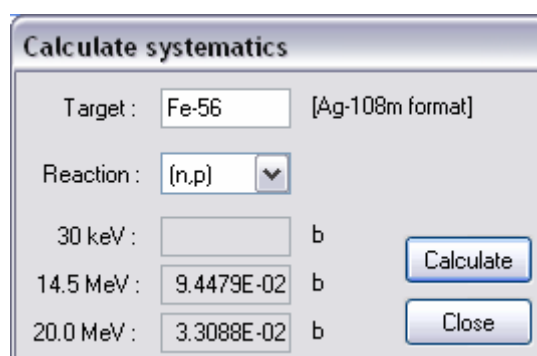 Calculate systematics
Target : Fe-56 [Ag-108m format]
Reaction : (n,p)
30 keV : b
Calculate
14.5 MeV : 9.4479E-02 b
20.0 MeV : 3.3088E-02 b
Close